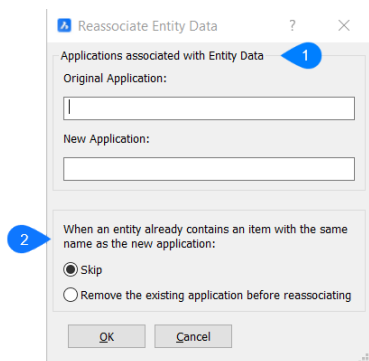 Reassociate Entity Data ? ×
Applications associated with Entity Data 1
Original Application:
New Application:
2 When an entity already contains an item with the same
name as the new application:
Skip
Remove the existing application before reassociating
OK Cancel